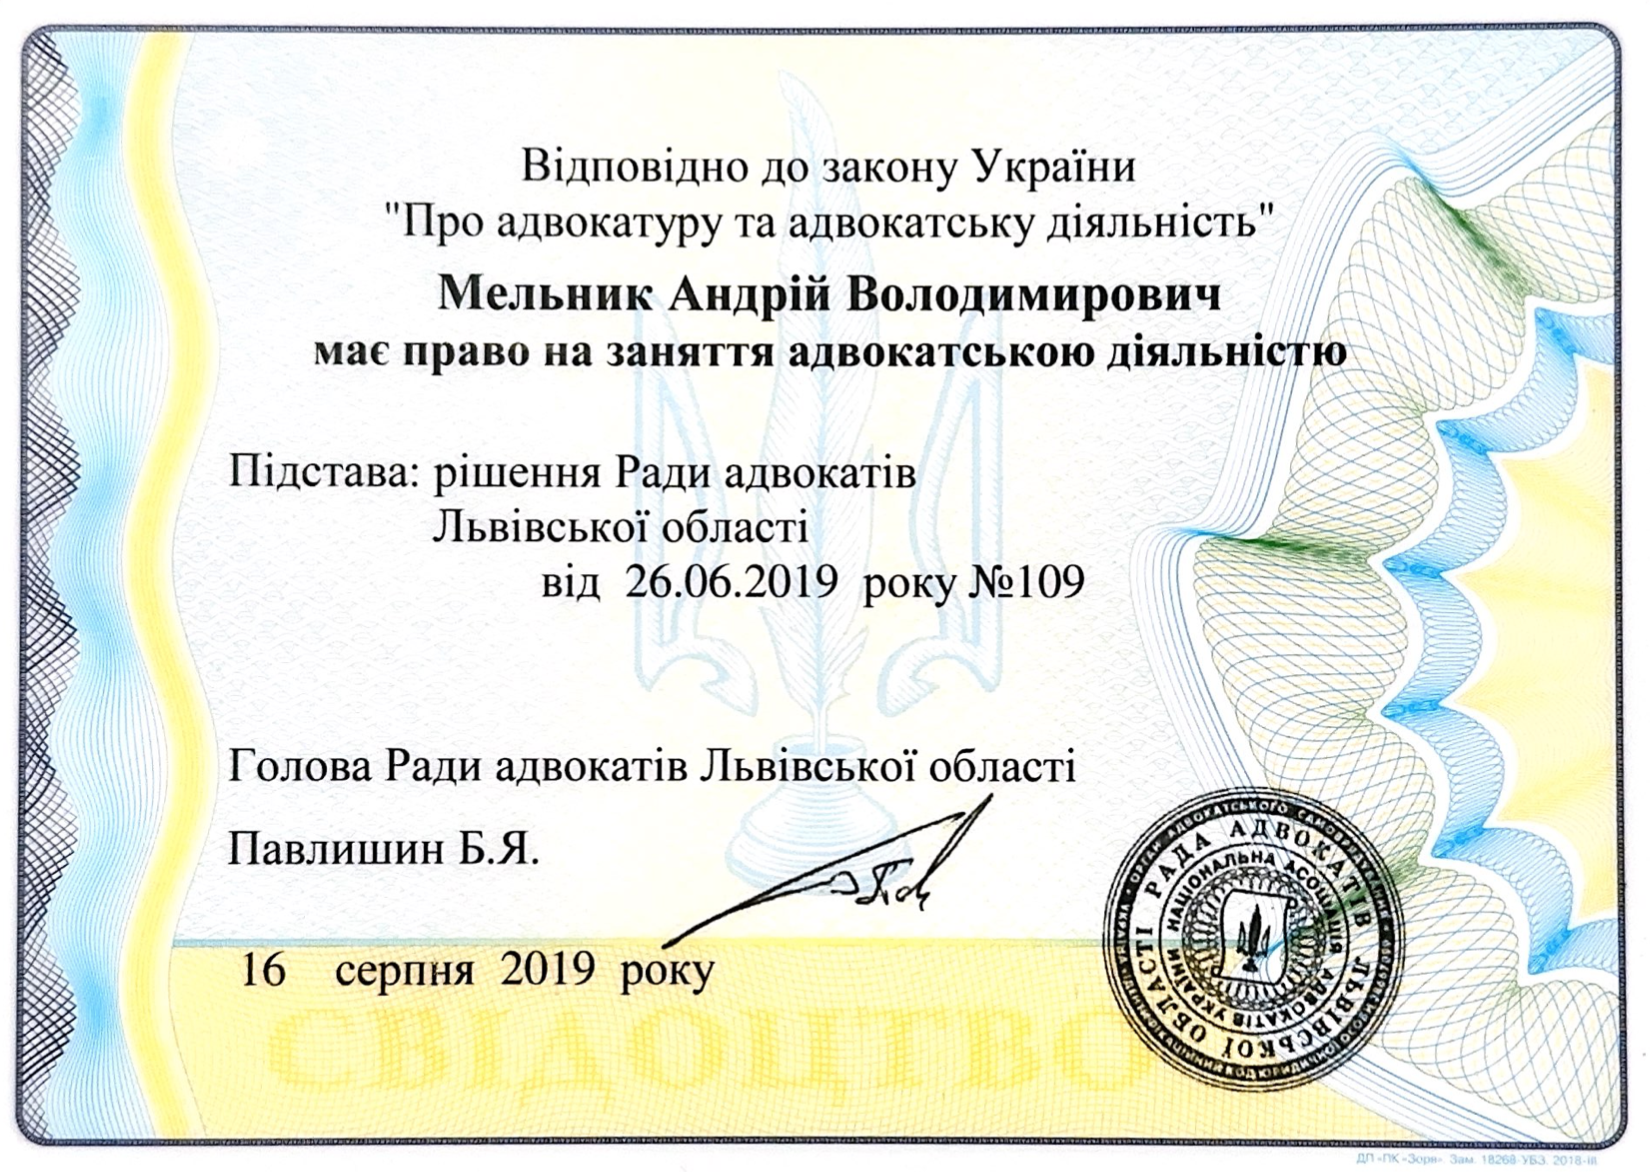 Відповідно до закону України
"Про адвокатуру та адвокатську діяльність"
Мельник Андрій Володимирович
має право на заняття адвокатською діяльністю
Підстава: рішення Ради адвокатів
Львівської області
від 26.06.2019 року №109
Голова Ради адвокатів Львівської області
Павлишин Б.Я.
16 серпня 2019 року
СВІДОЦТВО
РАДА АДВОКАТІВ ЛЬВІВСЬКОЇ ОБЛАСТІ
НАЦІОНАЛЬНА АСОЦІАЦІЯ АДВОКАТІВ УКРАЇНИ
ДП «ПК «Зоря». Зам. 18268-УБЗ. 2018-III